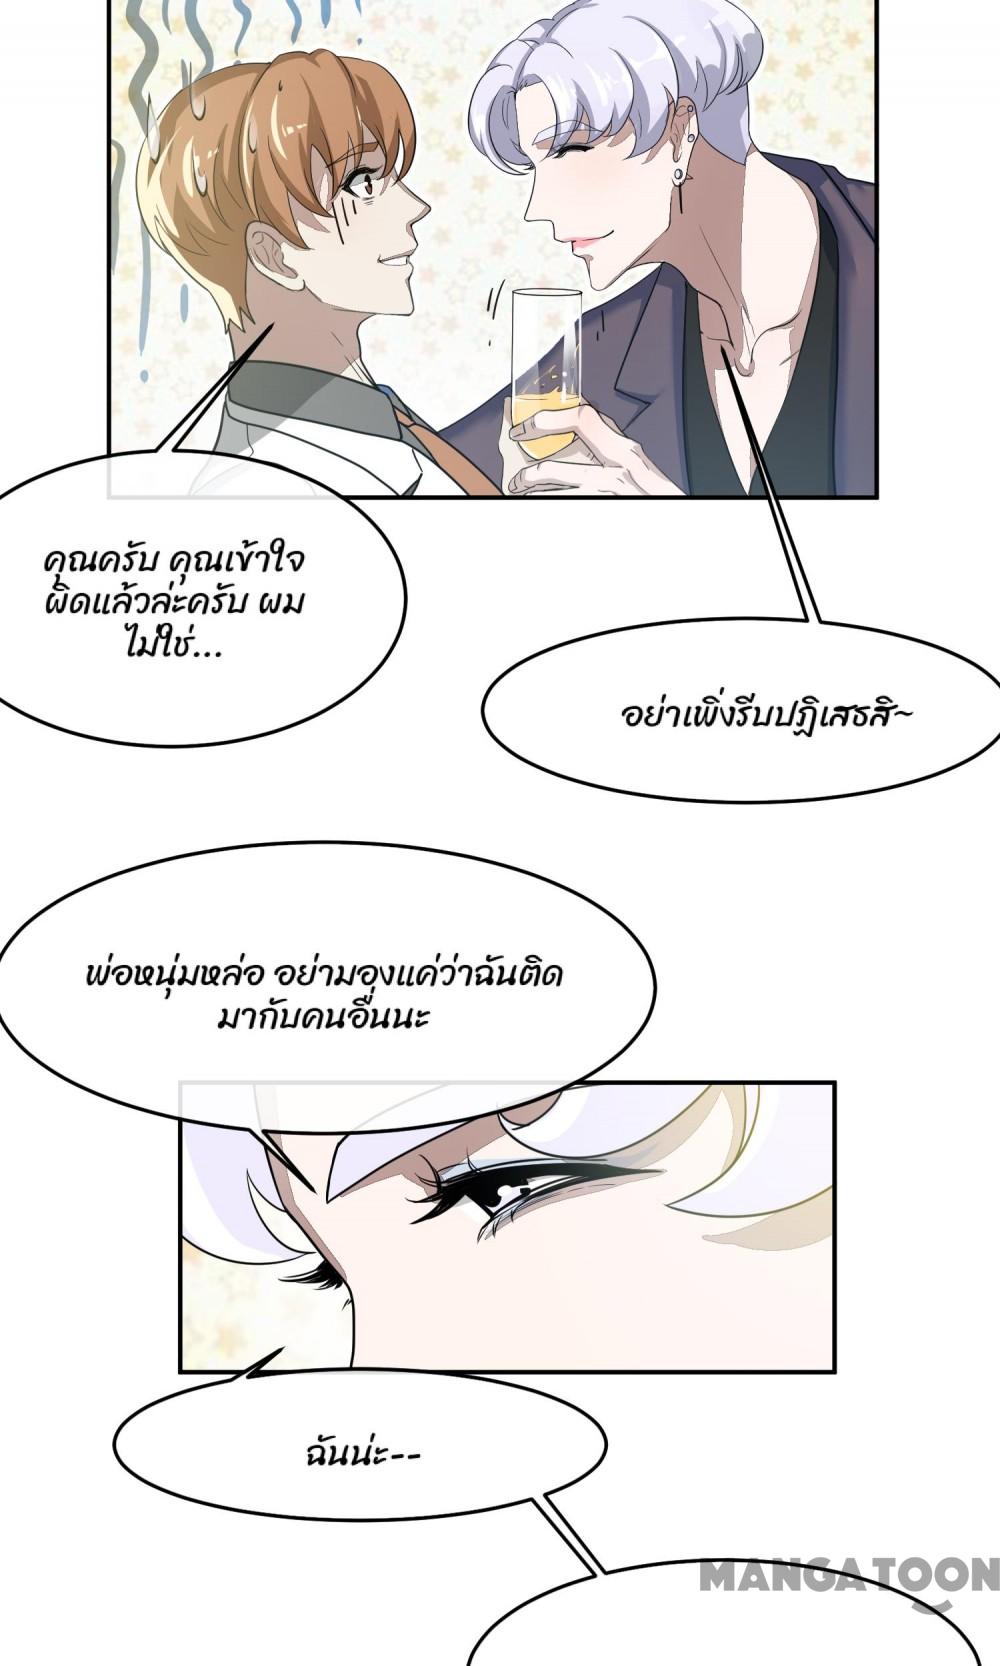 คุณครับ คุณเข้าใจ
ผิดแล้วล่ะครับ ผม
ไม่ใช่...
อย่าเพิ่งรีบปฏิเสธสิ~
พ่อหนุ่มหล่อ อย่ามองแค่ว่าฉันติด
มากับคนอื่นนะ
ฉันน่ะ--
MANGATOON